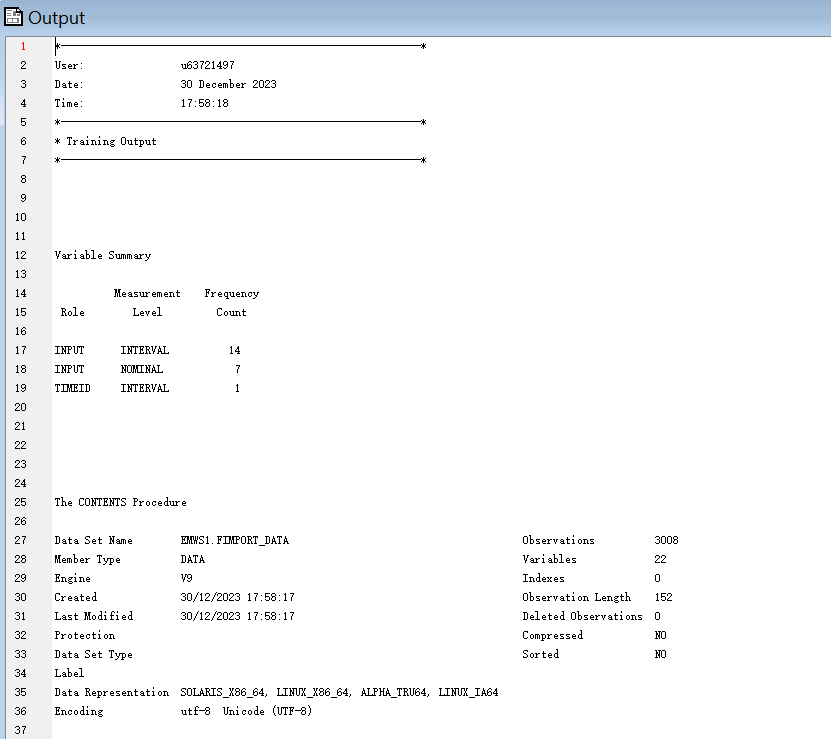 Output
1 *------------------------------------------------------------*
2 User: u63721497
3 Date: 30 December 2023
4 Time: 17:58:18
5 *------------------------------------------------------------*
6 * Training Output
7 *------------------------------------------------------------*
8
9
10
11
12 Variable Summary
13
14 Measurement Frequency
15 Role Level Count
16
17 INPUT INTERVAL 14
18 INPUT NOMINAL 7
19 TIMEID INTERVAL 1
20
21
22
23
24
25 The CONTENTS Procedure
26
27 Data Set Name EMWS1.FIMPORT_DATA Observations 3008
28 Member Type DATA Variables 22
29 Engine V9 Indexes 0
30 Created 30/12/2023 17:58:17 Observation Length 152
31 Last Modified 30/12/2023 17:58:17 Deleted Observations 0
32 Protection Compressed NO
33 Data Set Type Sorted NO
34 Label
35 Data Representation SOLARIS_X86_64, LINUX_X86_64, ALPHA_TRU64, LINUX_IA64
36 Encoding utf-8 Unicode (UTF-8)
37